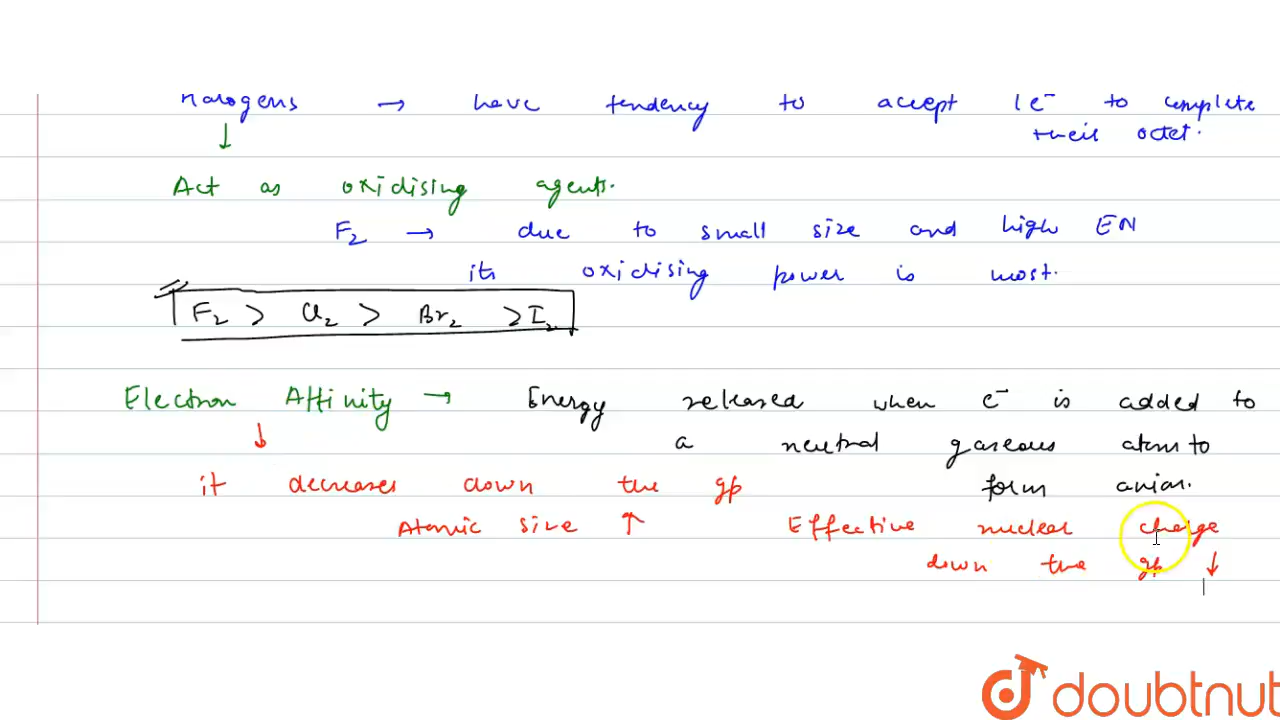 Halogens → have tendency to accept 1e⁻ to complete
their octet.
↓
Act as oxidising agents.
F₂ → due to small size and high EN
its oxidising power is most.
F₂ > Cl₂ > Br₂ > I₂
Electron Affinity → Energy released when e⁻ is added to
a neutral gaseous atom to
↓
it decreases down the gp
form anion.
Atomic size ↑
Effective nuclear charge
down the gp ↓
doubtnut